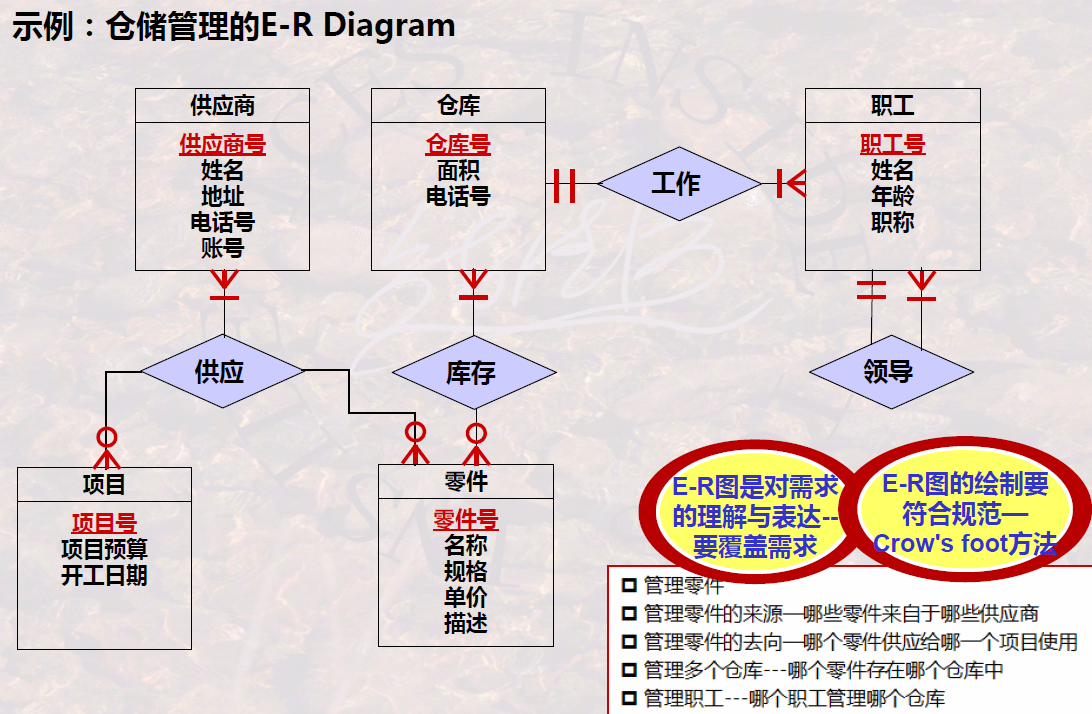 示例：仓储管理的E-R Diagram
供应商
供应商号
姓名
地址
电话号
账号
仓库
仓库号
面积
电话号
工作
职工
职工号
姓名
年龄
职称
供应
库存
领导
项目
项目号
项目预算
开工日期
零件
零件号
名称
规格
单价
描述
E-R图是对需求
的理解与表达--
要覆盖需求
E-R图的绘制要
符合规范—
Crow's foot方法
管理零件
管理零件的来源—哪些零件来自于哪些供应商
管理零件的去向—哪个零件供应给哪一个项目使用
管理多个仓库---哪个零件存在哪个仓库中
管理职工---哪个职工管理哪个仓库